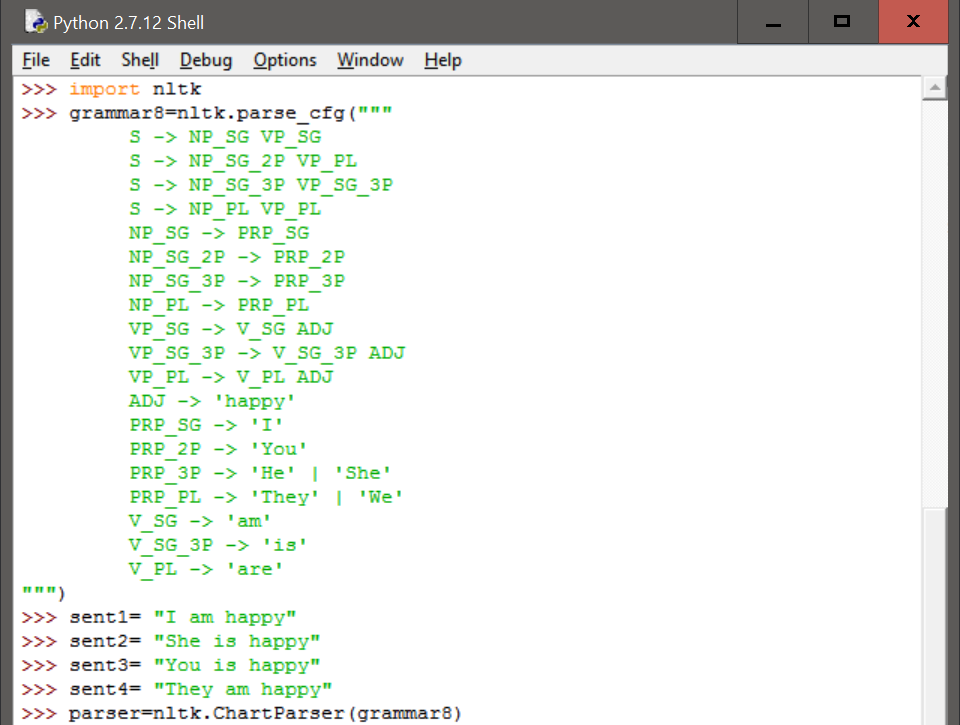 Python 2.7.12 Shell
File Edit Shell Debug Options Window Help
>>> import nltk
>>> grammar8=nltk.parse_cfg("""
S -> NP_SG VP_SG
S -> NP_SG_2P VP_PL
S -> NP_SG_3P VP_SG_3P
S -> NP_PL VP_PL
NP_SG -> PRP_SG
NP_SG_2P -> PRP_2P
NP_SG_3P -> PRP_3P
NP_PL -> PRP_PL
VP_SG -> V_SG ADJ
VP_SG_3P -> V_SG_3P ADJ
VP_PL -> V_PL ADJ
ADJ -> 'happy'
PRP_SG -> 'I'
PRP_2P -> 'You'
PRP_3P -> 'He' | 'She'
PRP_PL -> 'They' | 'We'
V_SG -> 'am'
V_SG_3P -> 'is'
V_PL -> 'are'
""")
>>> sent1= "I am happy"
>>> sent2= "She is happy"
>>> sent3= "You is happy"
>>> sent4= "They am happy"
>>> parser=nltk.ChartParser(grammar8)